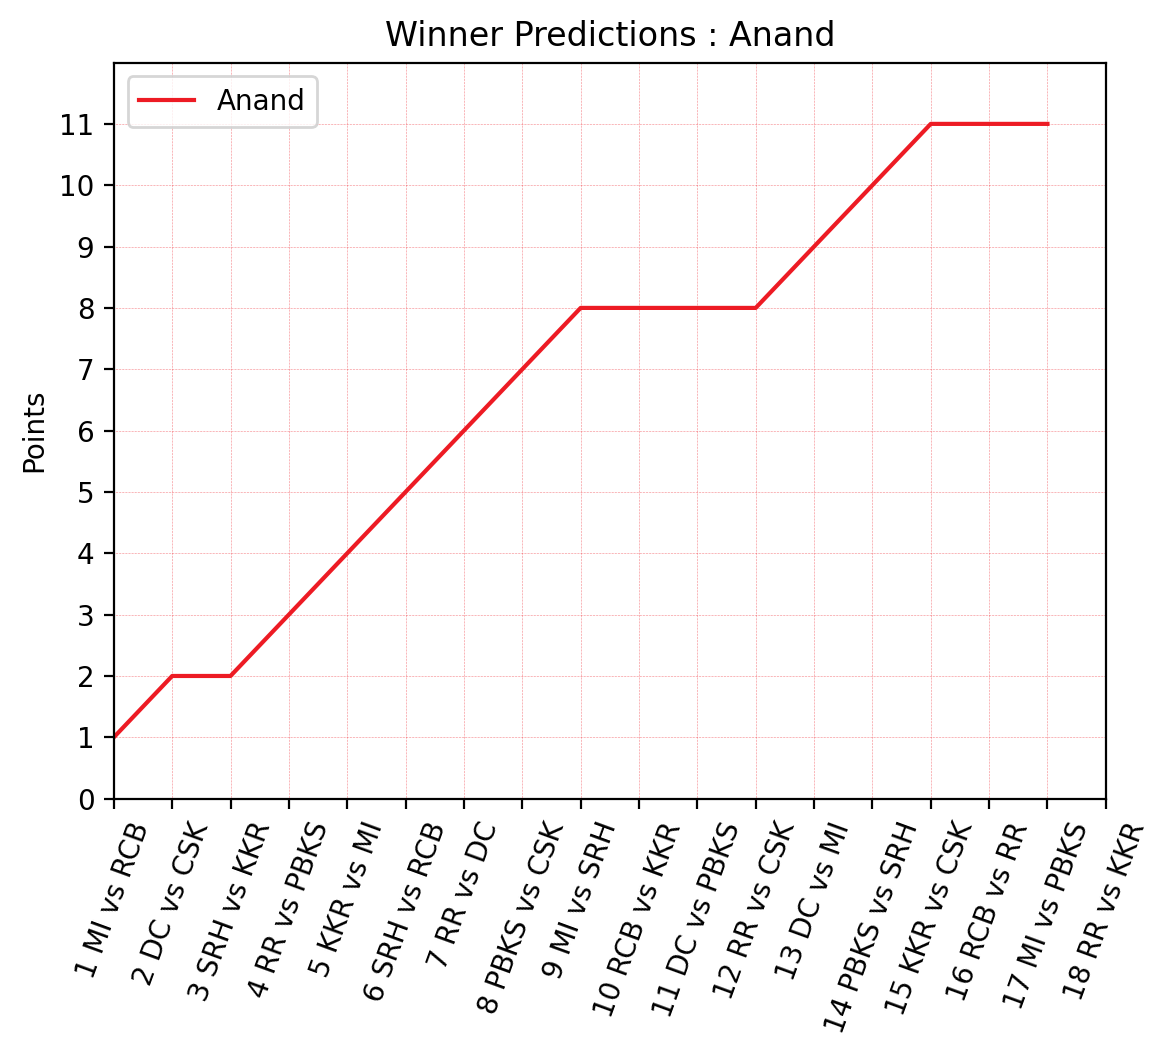 Winner Predictions : Anand
Anand
11
10
9
8
7
6
5
4
3
2
1
0
Points
1 MI vs RCB
2 DC vs CSK
3 SRH vs KKR
4 RR vs PBKS
5 KKR vs MI
6 SRH vs RCB
7 RR vs DC
8 PBKS vs CSK
9 MI vs SRH
10 RCB vs KKR
11 DC vs PBKS
12 RR vs CSK
13 DC vs MI
14 PBKS vs SRH
15 KKR vs CSK
16 RCB vs RR
17 MI vs PBKS
18 RR vs KKR